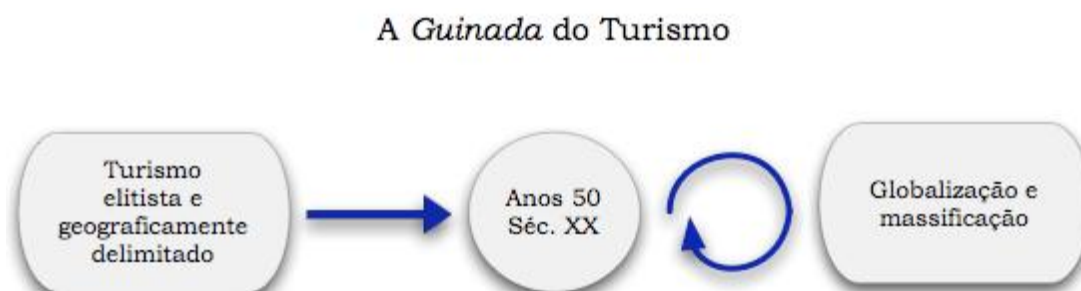 A Guinada do Turismo
Turismo
elitista e
geograficamente
delimitado
Anos 50
Séc. XX
Globalização e
massificação